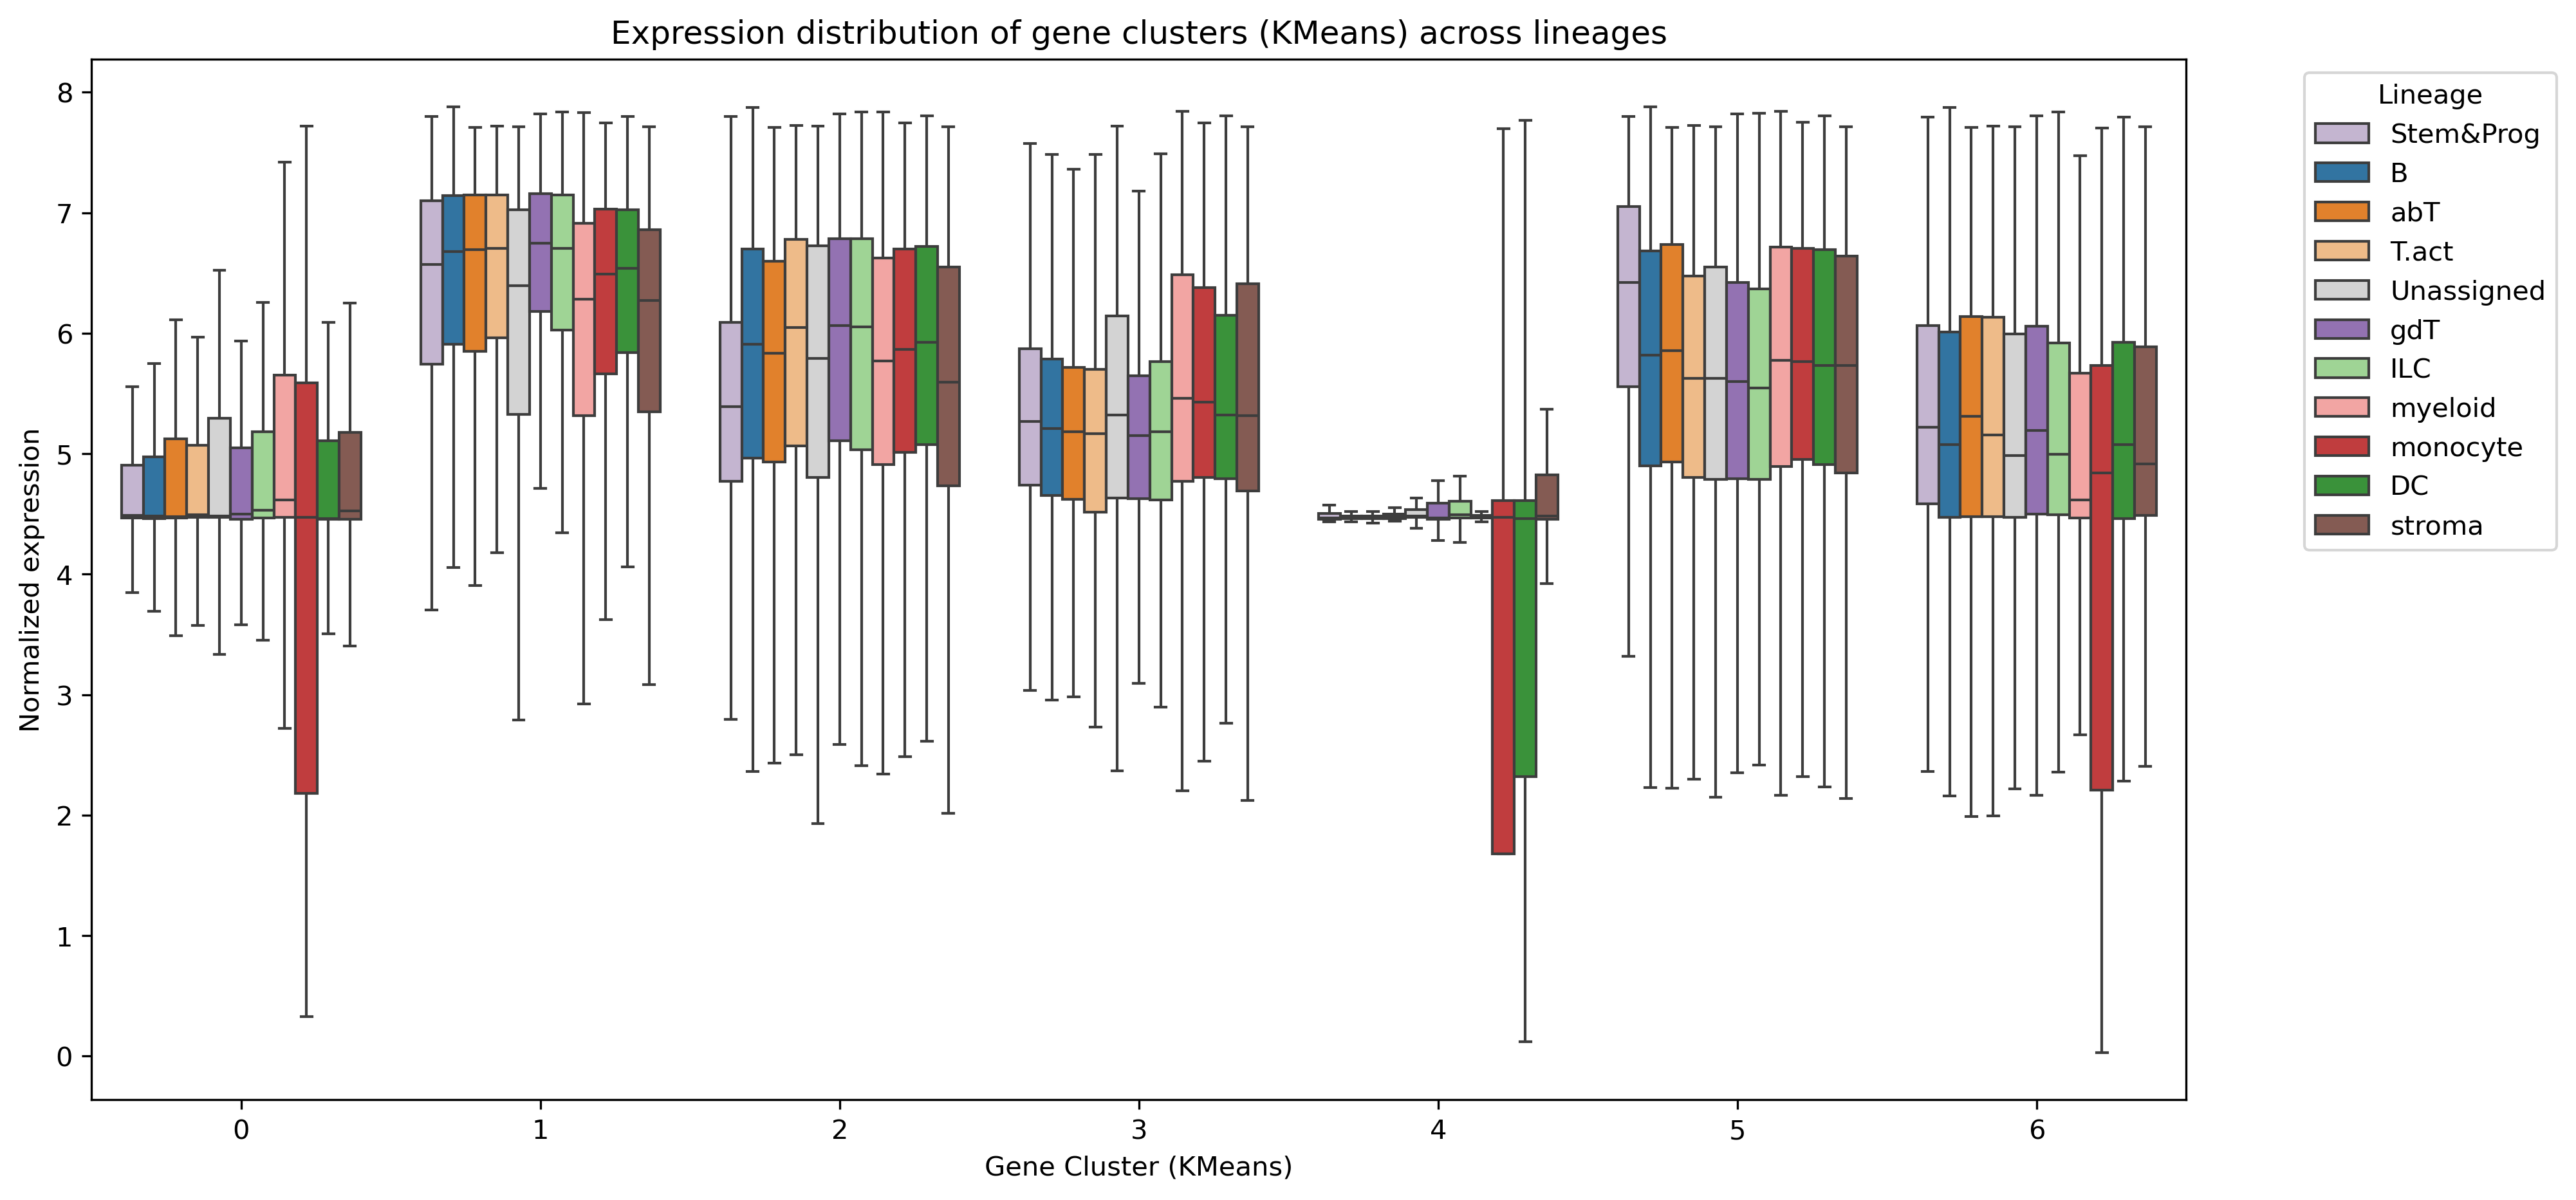 Expression distribution of gene clusters (KMeans) across lineages
Normalized expression
8
7
6
5
4
3
2
1
0
0 1 2 3 4 5 6
Gene Cluster (KMeans)
Lineage
Stem&Prog
B
abT
T.act
Unassigned
gdT
ILC
myeloid
monocyte
DC
stroma